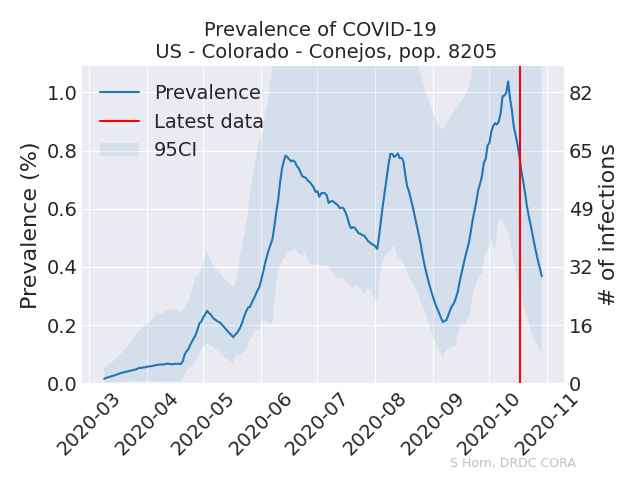 Prevalence of COVID-19
US - Colorado - Conejos, pop. 8205
Prevalence
Latest data
95CI
Prevalence (%)
1.0
0.8
0.6
0.4
0.2
0.0
# of infections
82
65
49
32
16
0
2020-03
2020-04
2020-05
2020-06
2020-07
2020-08
2020-09
2020-10
2020-11
S Horn, DRDC CORA